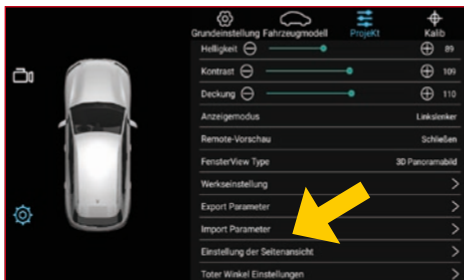 Grundeinstellung Fahrzeugmodell ProjeKt Kalib
Helligkeit 89
Kontrast 109
Deckung 110
Anzeigemodus Linkslenker
Remote-Vorschau Schließen
FensterView Type 3D Panoramabild
Werkseinstellung
Export Parameter
Import Parameter
Einstellung der Seitenansicht
Toter Winkel Einstellungen